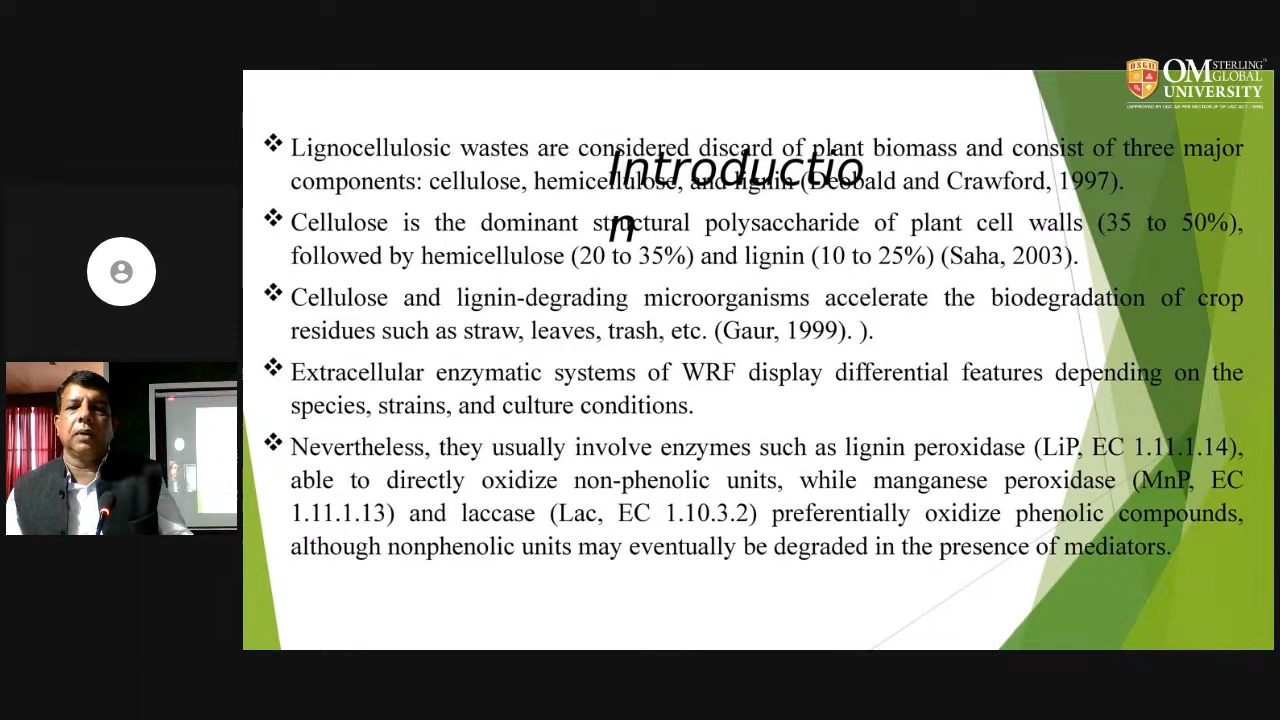 OSGU
OM STERLING GLOBAL
UNIVERSITY
Introductio
n
❖ Lignocellulosic wastes are considered discard of plant biomass and consist of three major
components: cellulose, hemicellulose, and lignin (Deobald and Crawford, 1997).
❖ Cellulose is the dominant structural polysaccharide of plant cell walls (35 to 50%),
followed by hemicellulose (20 to 35%) and lignin (10 to 25%) (Saha, 2003).
❖ Cellulose and lignin-degrading microorganisms accelerate the biodegradation of crop
residues such as straw, leaves, trash, etc. (Gaur, 1999). ).
❖ Extracellular enzymatic systems of WRF display differential features depending on the
species, strains, and culture conditions.
❖ Nevertheless, they usually involve enzymes such as lignin peroxidase (LiP, EC 1.11.1.14),
able to directly oxidize non-phenolic units, while manganese peroxidase (MnP, EC
1.11.1.13) and laccase (Lac, EC 1.10.3.2) preferentially oxidize phenolic compounds,
although nonphenolic units may eventually be degraded in the presence of mediators.